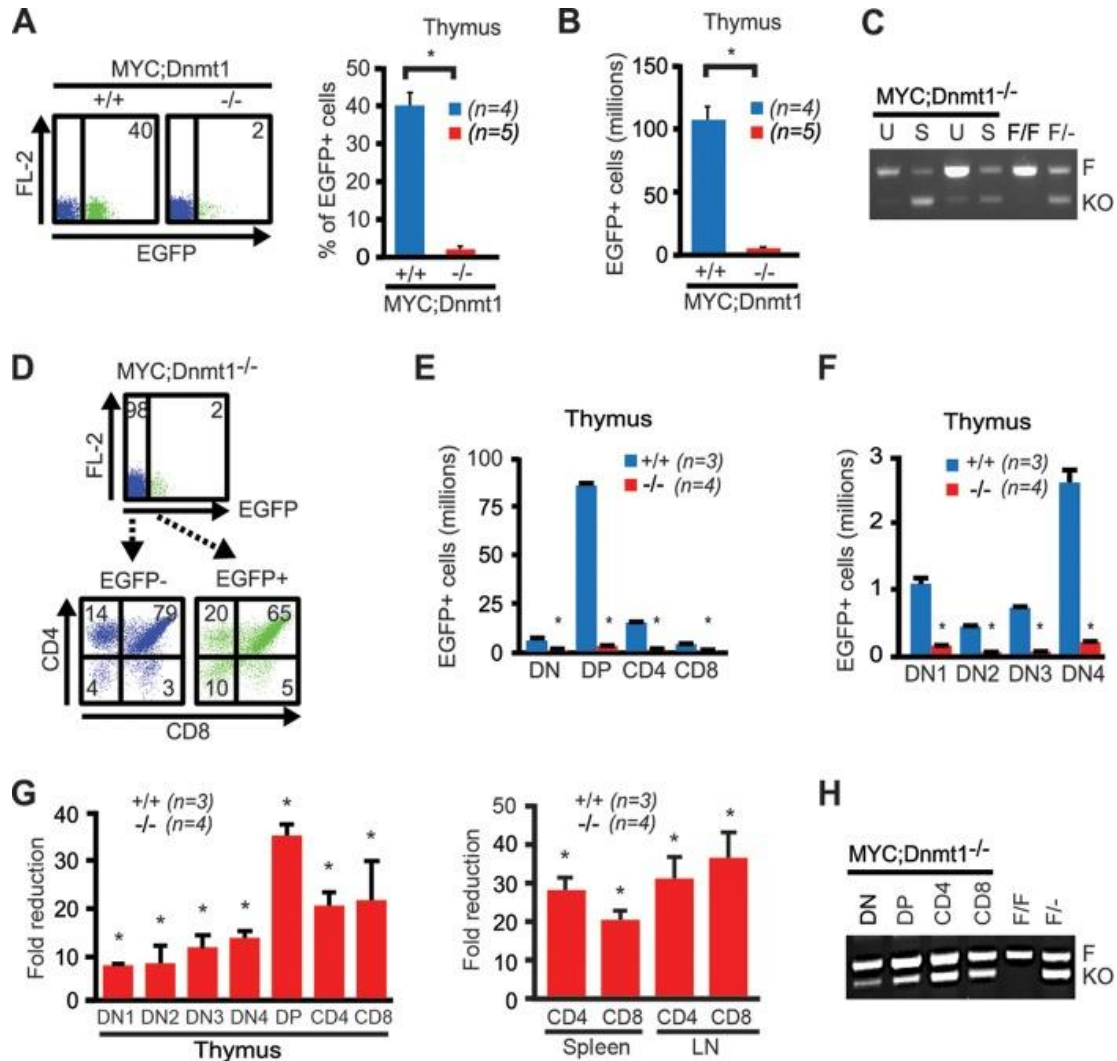 A
MYC;Dnmt1
+/+ -/-
40 2
FL-2
EGFP
Thymus
*
50
40
30
20
10
0
% of EGFP+ cells
(n=4)
(n=5)
+/+ -/-
MYC;Dnmt1
B
Thymus
*
150
100
50
0
EGFP+ cells (millions)
(n=4)
(n=5)
+/+ -/-
MYC;Dnmt1
C
MYC;Dnmt1-/-
U S U S F/F F/-
F
KO
D
MYC;Dnmt1-/-
98 2
FL-2
EGFP
EGFP- EGFP+
14 79 20 65
4 3 10 5
CD4
CD8
E
Thymus
100
75
50
25
0
EGFP+ cells (millions)
+/+ (n=3)
-/- (n=4)
* * * *
DN DP CD4 CD8
F
Thymus
3
2
1
0
EGFP+ cells (millions)
+/+ (n=3)
-/- (n=4)
* * * *
DN1 DN2 DN3 DN4
G
+/+ (n=3)
-/- (n=4)
40
30
20
10
0
Fold reduction
* * * * * * *
DN1 DN2 DN3 DN4 DP CD4 CD8
Thymus
+/+ (n=3)
-/- (n=4)
50
40
30
20
10
0
Fold reduction
* * * *
CD4 CD8 CD4 CD8
Spleen LN
H
MYC;Dnmt1-/-
DN DP CD4 CD8 F/F F/-
F
KO